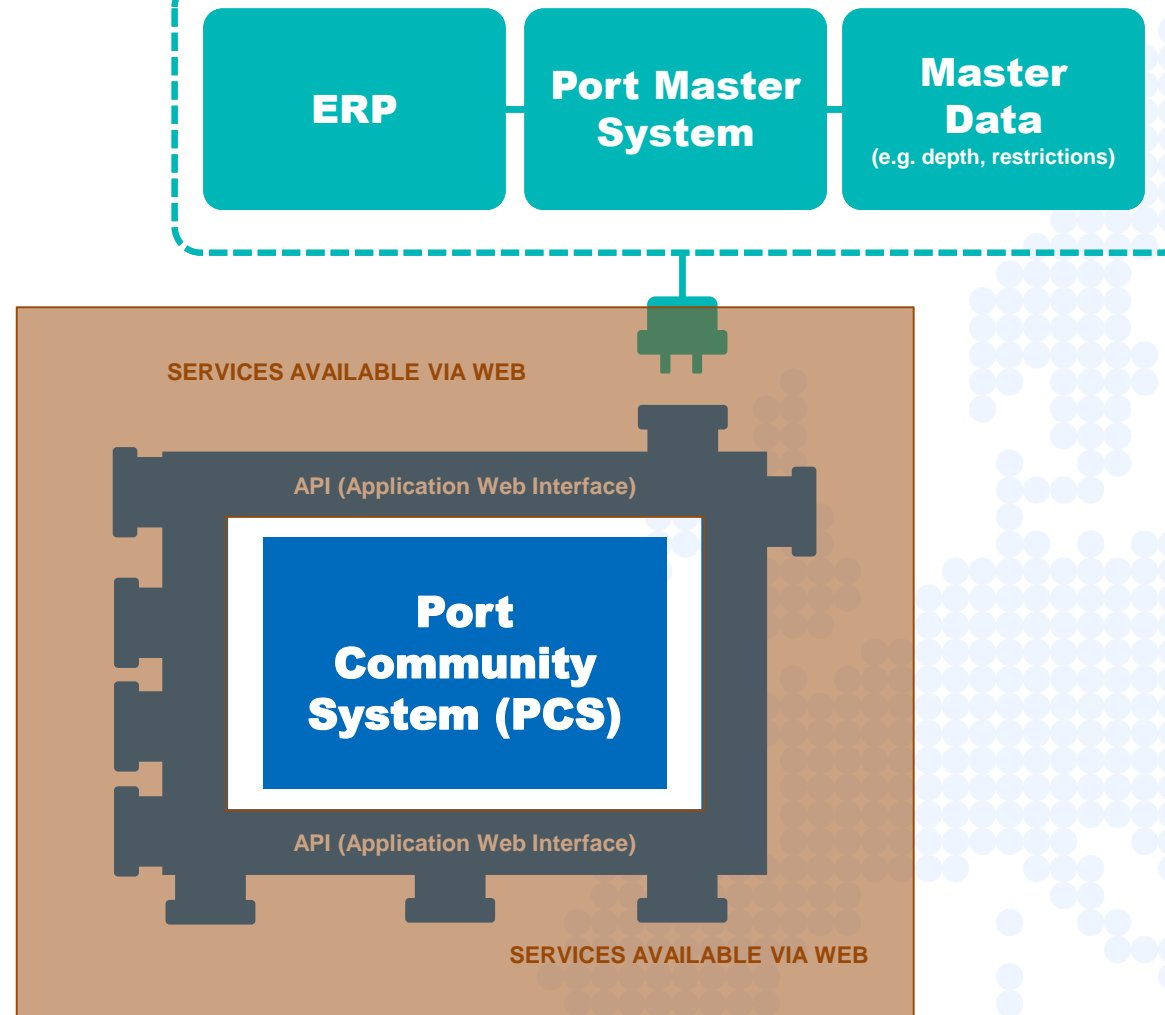 ERP
Port Master
System
Master
Data
(e.g. depth, restrictions)
SERVICES AVAILABLE VIA WEB
API (Application Web Interface)
Port
Community
System (PCS)
API (Application Web Interface)
SERVICES AVAILABLE VIA WEB